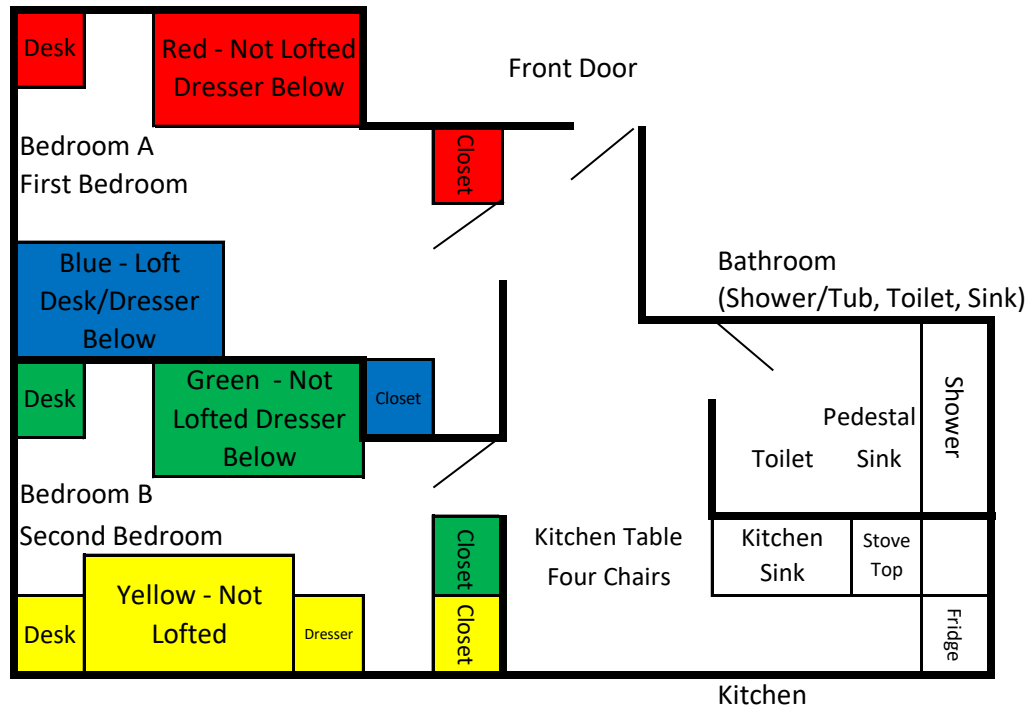 Desk
Red - Not Lofted
Dresser Below
Front Door
Closet
Bedroom A
First Bedroom
Blue - Loft
Desk/Dresser
Below
Bathroom
(Shower/Tub, Toilet, Sink)
Desk
Green  - Not
Lofted Dresser
Below
Closet
Shower
Pedestal
Toilet
Sink
Bedroom B
Second Bedroom
Closet
Kitchen Table
Four Chairs
Kitchen
Sink
Stove
Top
Desk
Yellow - Not
Lofted
Dresser
Closet
Fridge
Kitchen